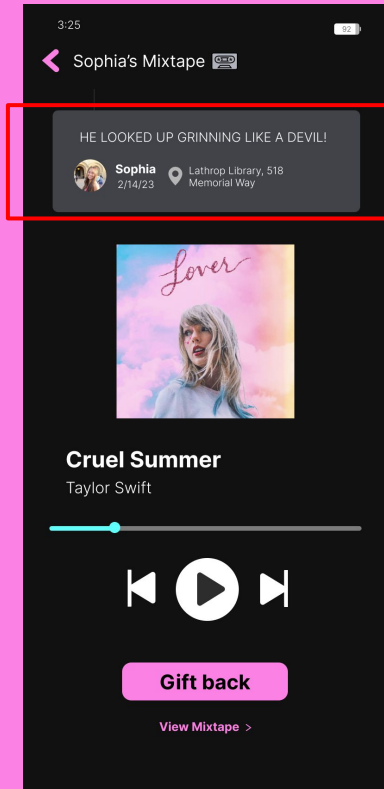 3:25
92
Sophia's Mixtape
HE LOOKED UP GRINNING LIKE A DEVIL!
Sophia
2/14/23
Lathrop Library, 518
Memorial Way
Lover
Cruel Summer
Taylor Swift
Gift back
View Mixtape >